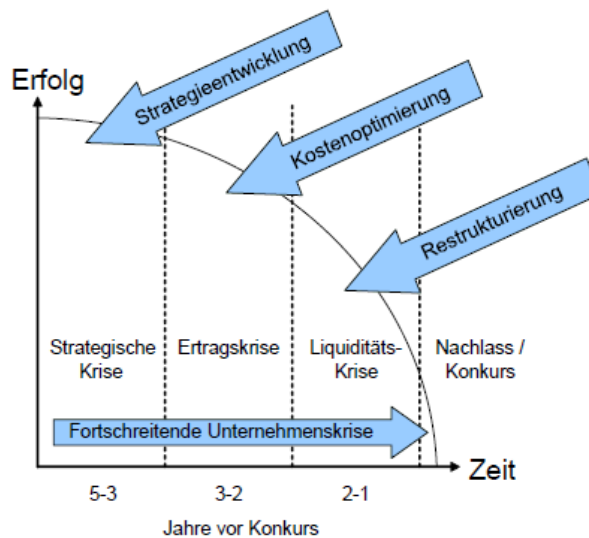 Erfolg
Strategieentwicklung
Kostenoptimierung
Restrukturierung
Strategische
Krise
Ertragskrise
Liquiditäts-
Krise
Nachlass /
Konkurs
Fortschreitende Unternehmenskrise
Zeit
5-3
3-2
2-1
Jahre vor Konkurs